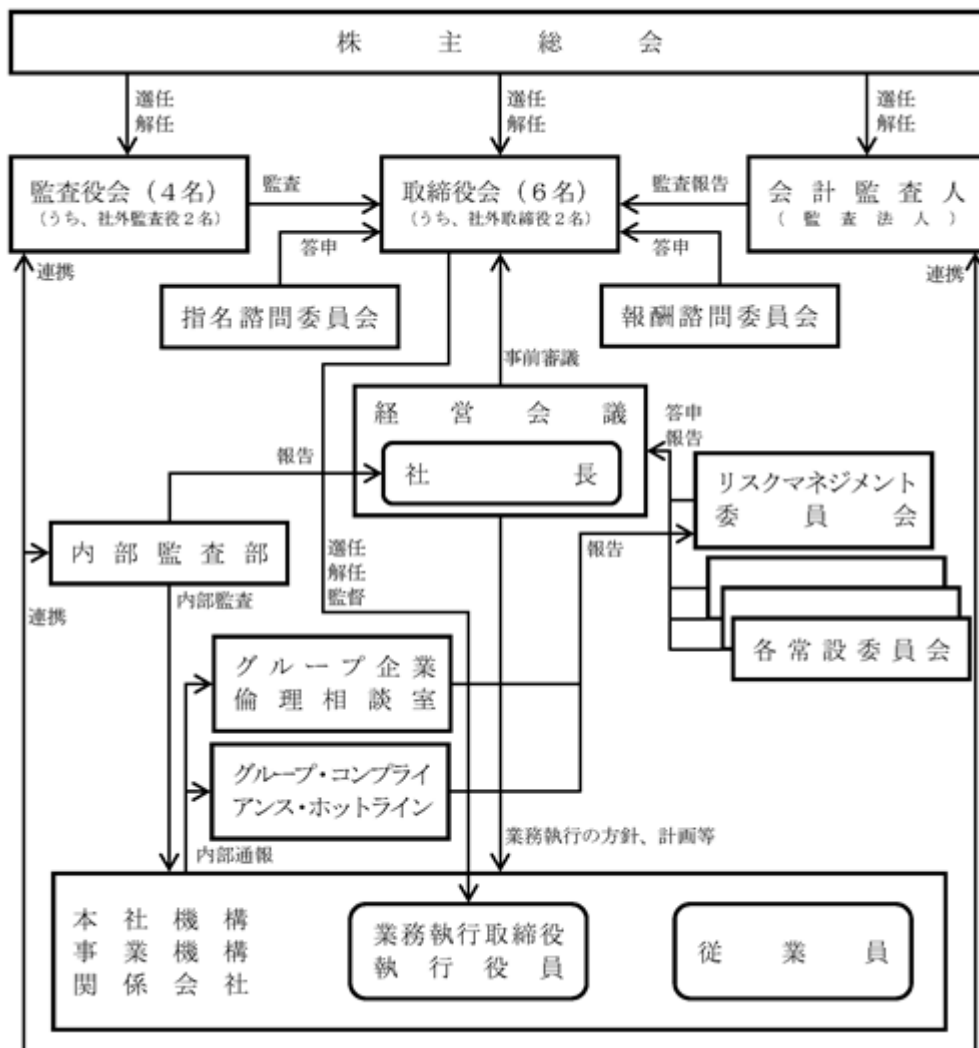 株主総会
選任
解任
選任
解任
選任
解任
監査役会（4名）
（うち、社外監査役2名）
監査
取締役会（6名）
（うち、社外取締役2名）
監査報告
会計監査人
（監査法人）
連携
答申
答申
連携
指名諮問委員会
報酬諮問委員会
事前審議
経営会議
社長
答申
報告
報告
リスクマネジメント
委員会
内部監査部
選任
解任
監督
報告
内部監査
連携
各常設委員会
グループ企業
倫理相談室
グループ・コンプライ
アンス・ホットライン
業務執行の方針、計画等
内部通報
本社機構
事業機構
関係会社
業務執行取締役
執行役員
従業員